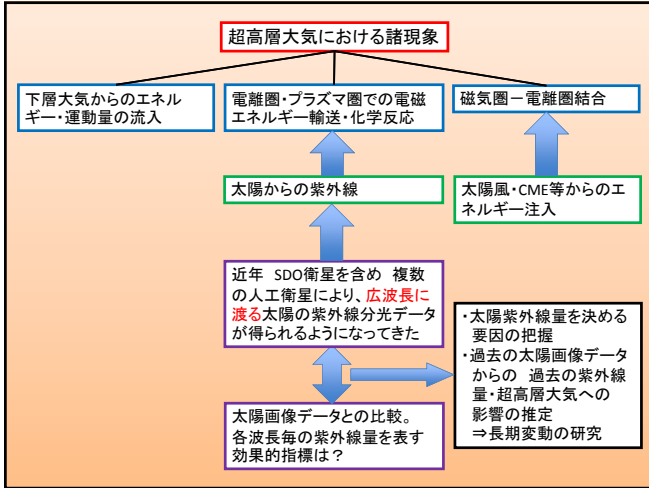 超高層大気における諸現象
下層大気からのエネル
ギー・運動量の流入
電離圏・プラズマ圏での電磁
エネルギー輸送・化学反応
磁気圏－電離圏結合
太陽からの紫外線
太陽風・CME等からのエ
ネルギー注入
近年　SDO衛星を含め　複数
の人工衛星により、広波長に
渡る太陽の紫外線分光データ
が得られるようになってきた
・太陽紫外線量を決める
要因の把握
・過去の太陽画像データ
からの　過去の紫外線
量・超高層大気への
影響の推定
⇒長期変動の研究
太陽画像データとの比較。
各波長毎の紫外線量を表す
効果的指標は？